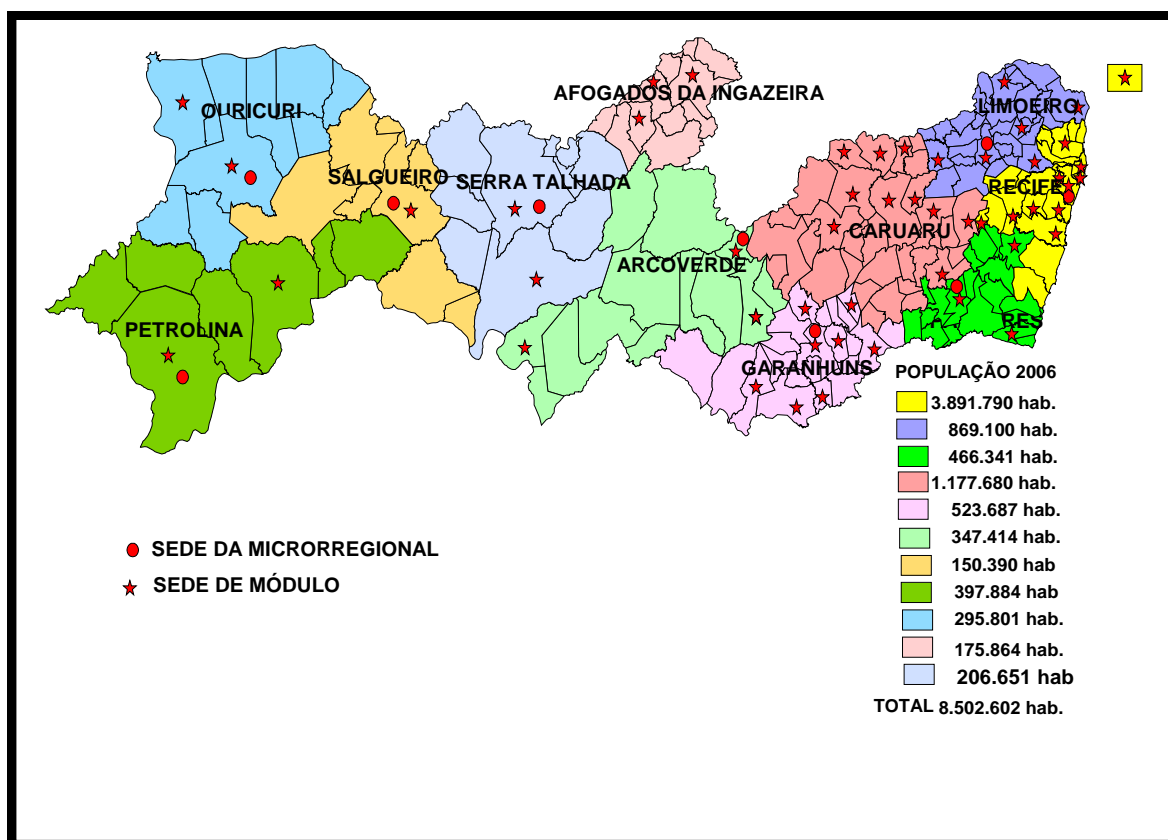 AFOGADOS DA INGAZEIRA
OURICURI
LIMOEIRO
SALGUEIRO
SERRA TALHADA
RECIFE
CARUARU
ARCOVERDE
PETROLINA
RES
GARANHUNS
POPULAÇÃO 2006
3.891.790 hab.
869.100 hab.
466.341 hab.
1.177.680 hab.
523.687 hab.
347.414 hab.
150.390 hab
397.884 hab
295.801 hab.
175.864 hab.
206.651 hab
TOTAL 8.502.602 hab.
SEDE DA MICRORREGIONAL
SEDE DE MÓDULO